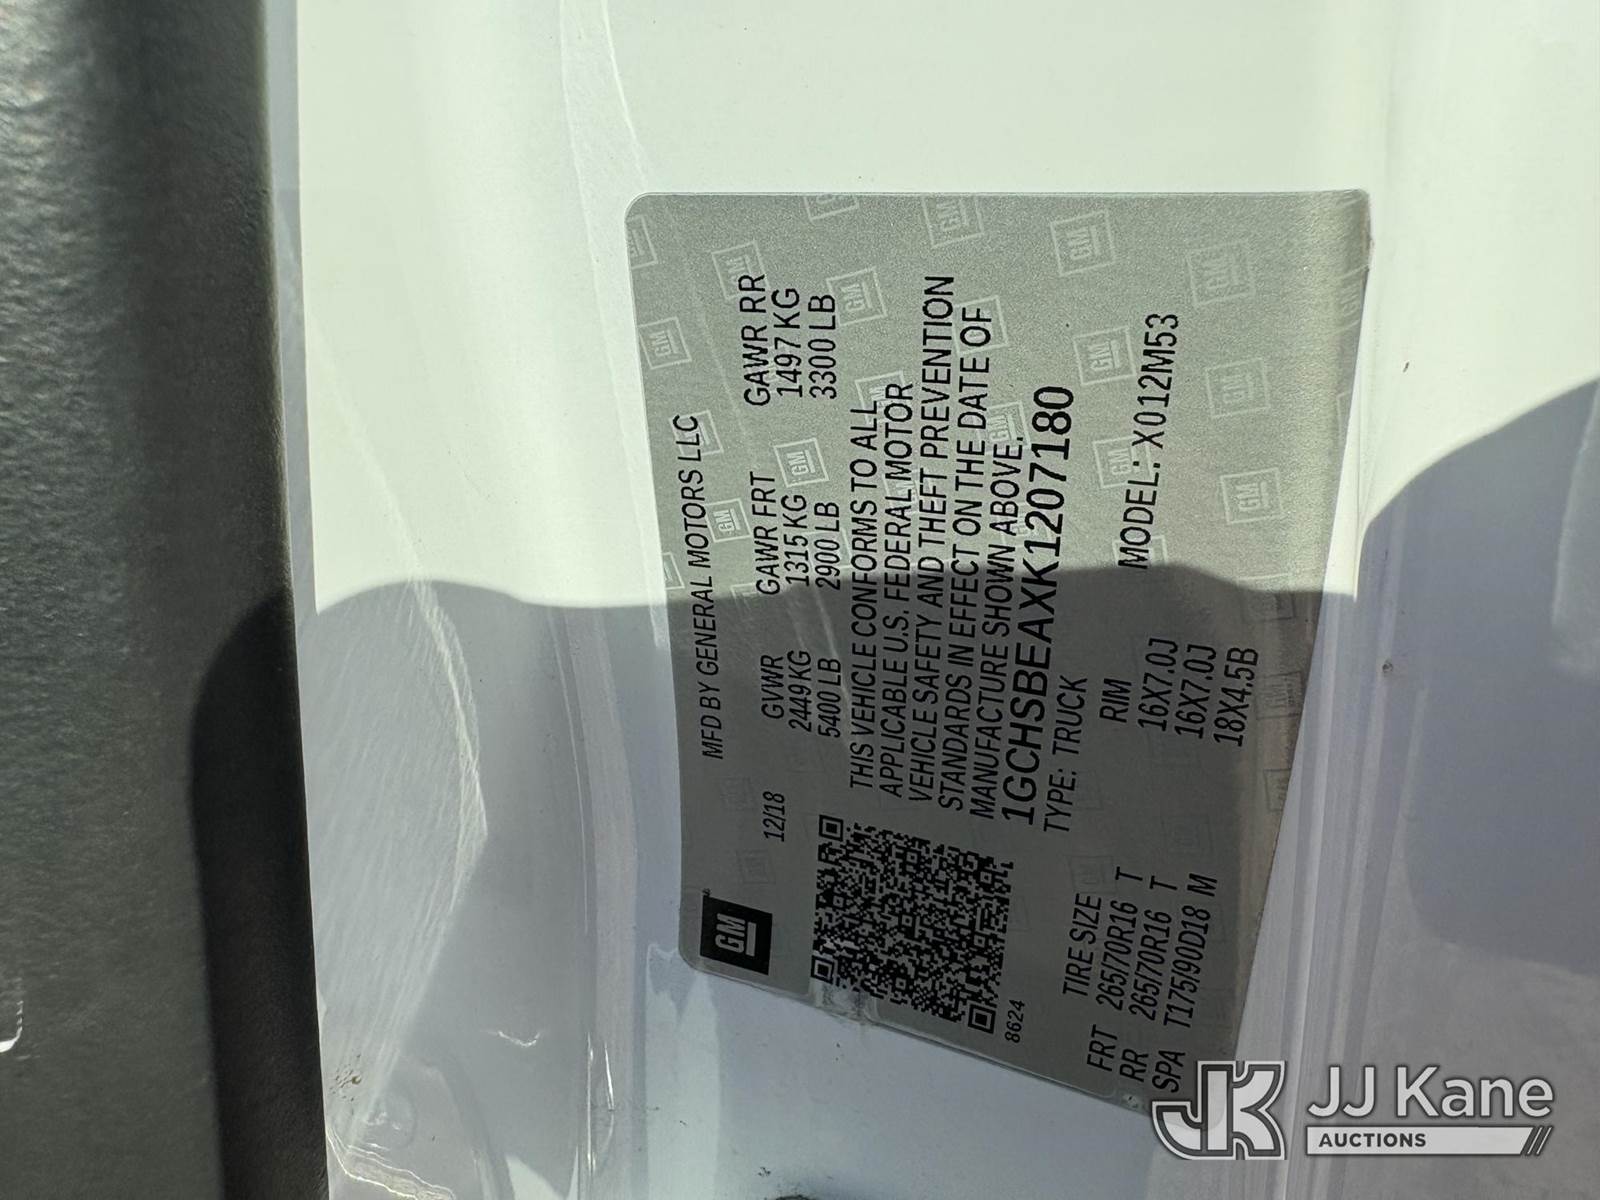 GM
MFD BY GENERAL MOTORS LLC
12/18
GVWR GAWR FRT GAWR RR
2449 KG 1315 KG 1497 KG
5400 LB 2900 LB 3300 LB
THIS VEHICLE CONFORMS TO ALL
APPLICABLE U.S. FEDERAL MOTOR
VEHICLE SAFETY AND THEFT PREVENTION
STANDARDS IN EFFECT ON THE DATE OF
MANUFACTURE SHOWN ABOVE.
1GCHSBEAXK1207180
TYPE: TRUCK
8624
MODEL: X012M53
TIRE SIZE RIM
FRT 265/70R16 T 16X7.0J
RR 265/70R16 T 16X7.0J
SPA T175/90D18 M 18X4.5B
JK JJ Kane
AUCTIONS